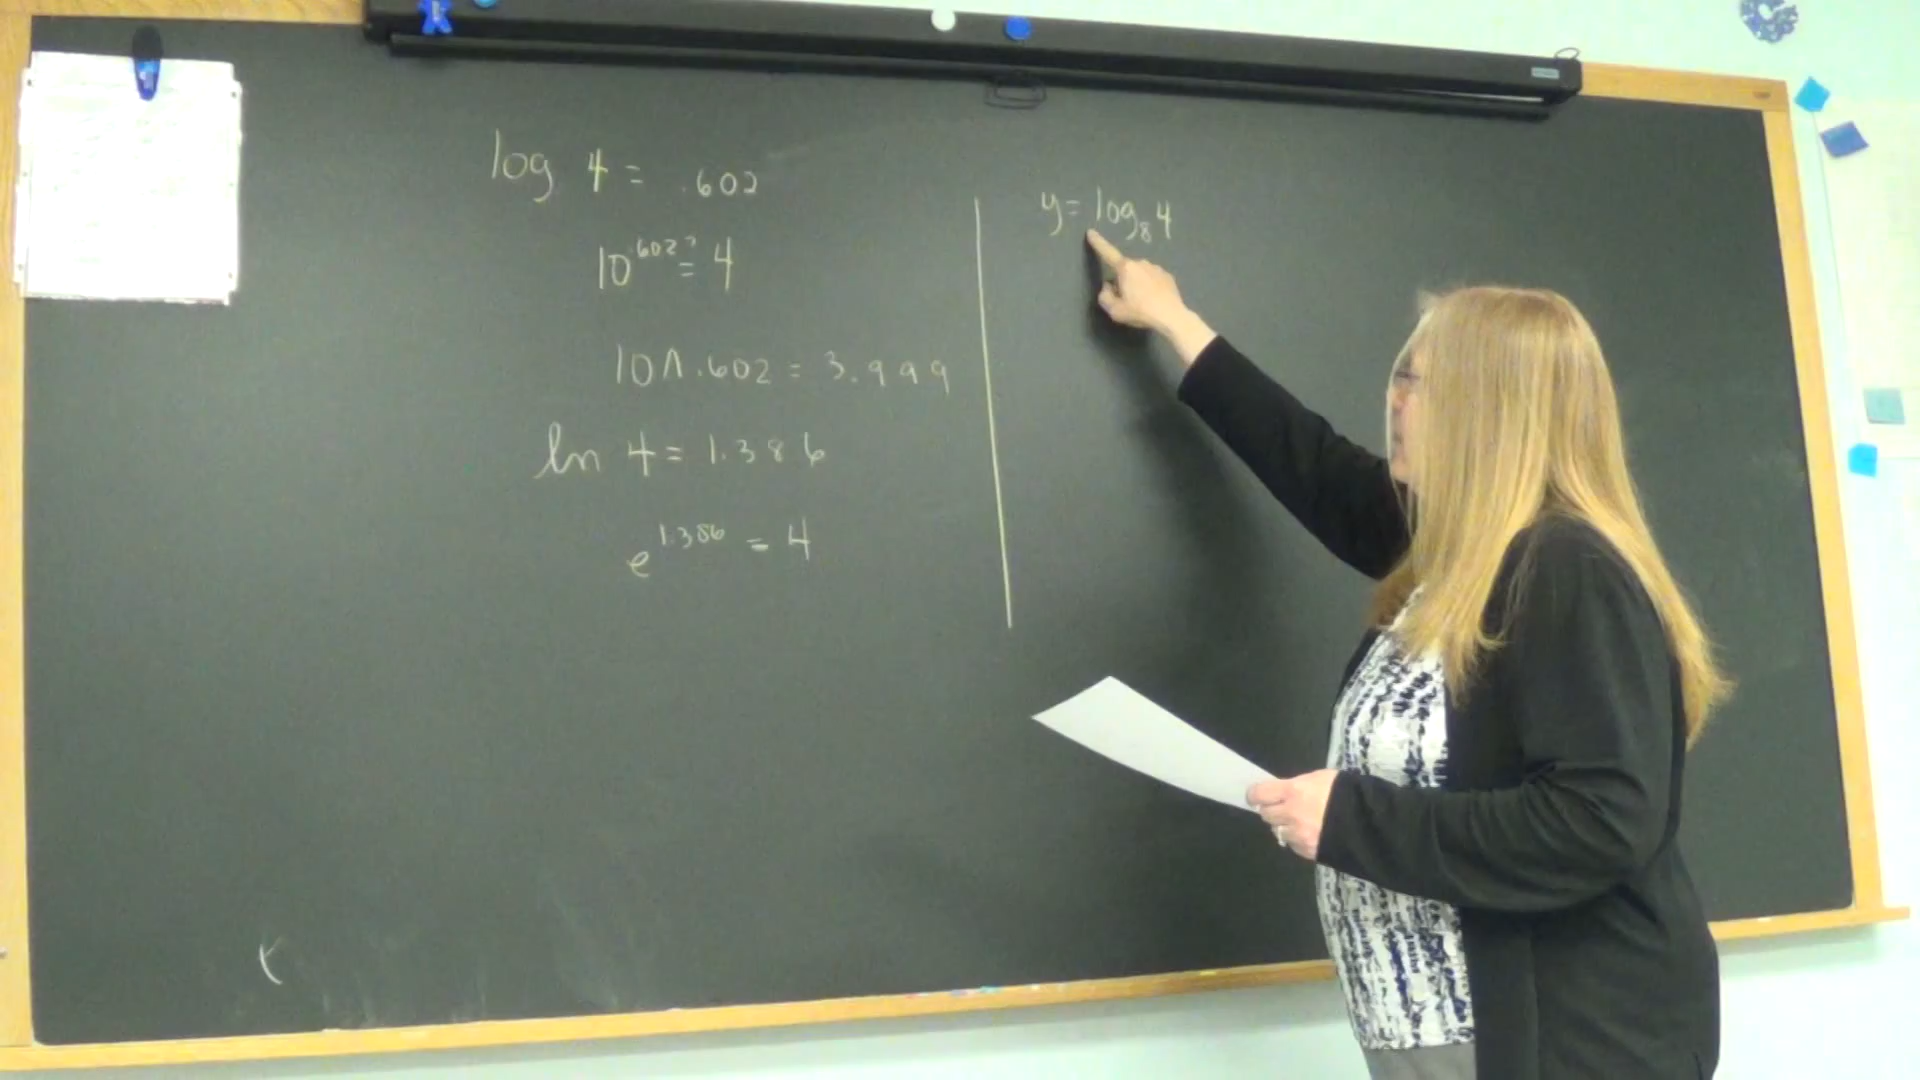 log 4 = .602
10^.602 ?= 4
10^.602 = 3.999
ln 4 = 1.386
e^1.386 = 4
y = log₈ 4